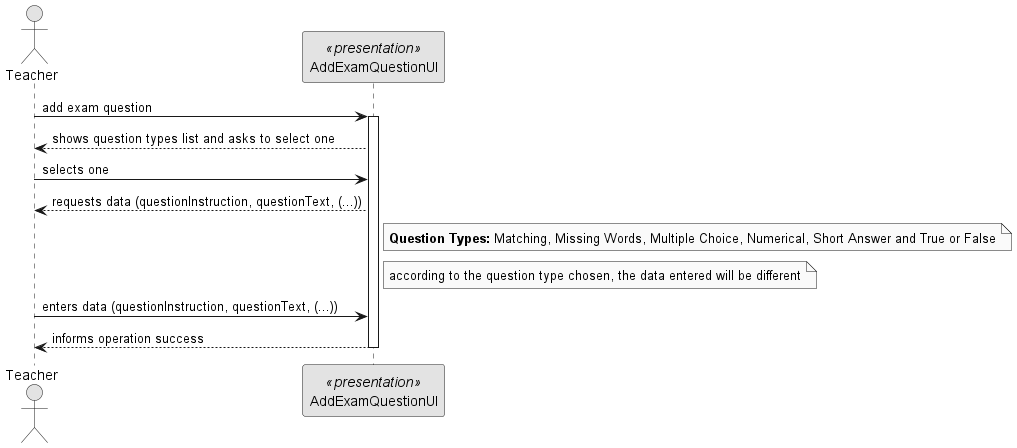 Teacher
«presentation»
AddExamQuestionUI
add exam question
shows question types list and asks to select one
selects one
requests data (questionInstruction, questionText, (...))
Question Types: Matching, Missing Words, Multiple Choice, Numerical, Short Answer and True or False
according to the question type chosen, the data entered will be different
enters data (questionInstruction, questionText, (...))
informs operation success
Teacher
«presentation»
AddExamQuestionUI